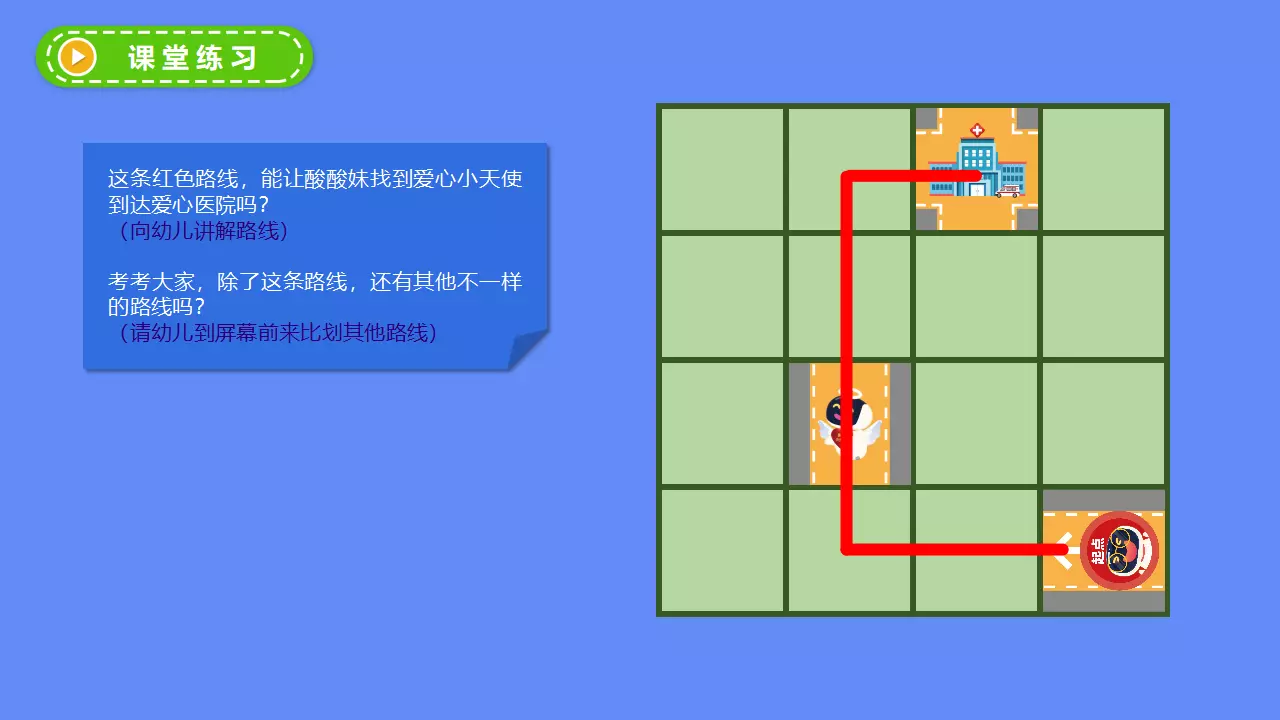 课堂练习
这条红色路线，能让酸酸妹找到爱心小天使
到达爱心医院吗？
（向幼儿讲解路线）
考考大家，除了这条路线，还有其他不一样
的路线吗？
（请幼儿到屏幕前来比划其他路线）
起点